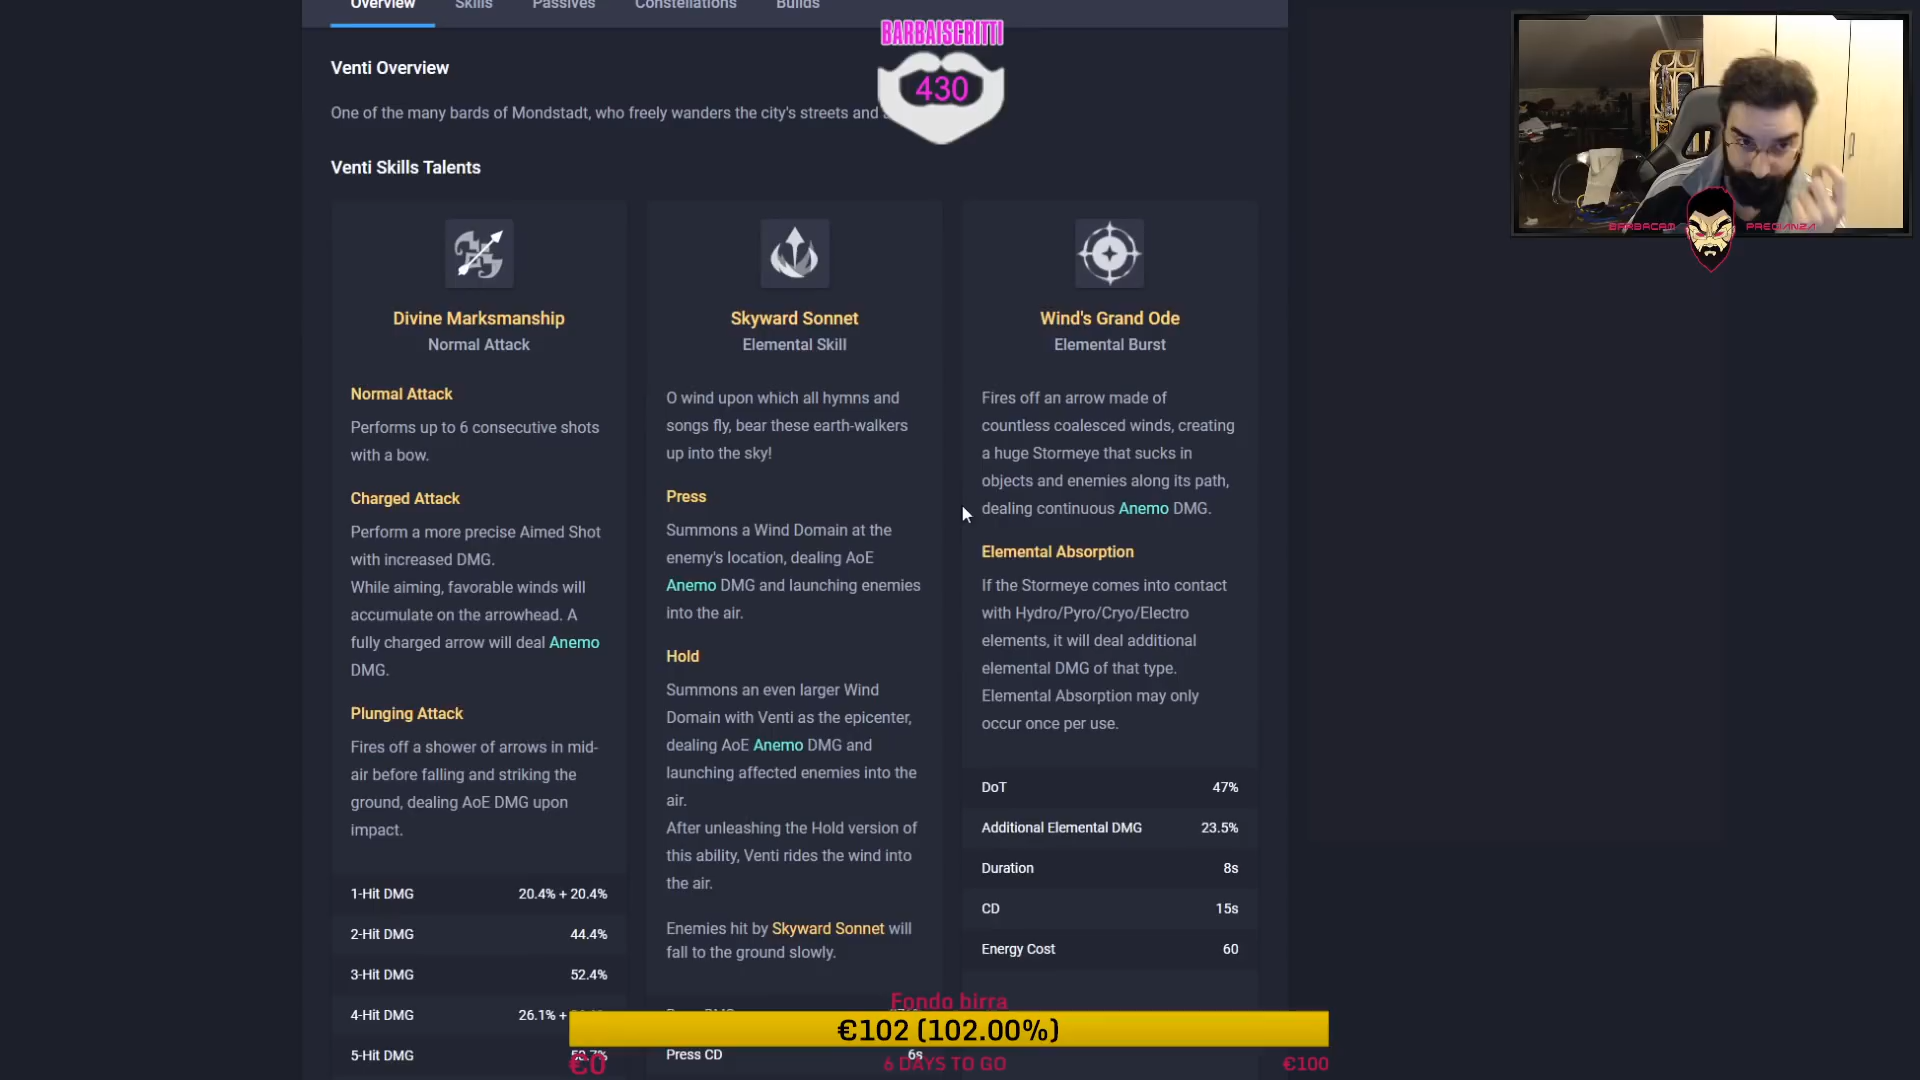 Overview Skills Passives Constellations Builds
BARBAISCRITTI
430
Venti Overview
One of the many bards of Mondstadt, who freely wanders the city's streets and
Venti Skills Talents
Divine Marksmanship
Normal Attack
Normal Attack
Performs up to 6 consecutive shots
with a bow.
Charged Attack
Perform a more precise Aimed Shot
with increased DMG.
While aiming, favorable winds will
accumulate on the arrowhead. A
fully charged arrow will deal Anemo
DMG.
Plunging Attack
Fires off a shower of arrows in mid-
air before falling and striking the
ground, dealing AoE DMG upon
impact.
1-Hit DMG 20.4% + 20.4%
2-Hit DMG 44.4%
3-Hit DMG 52.4%
4-Hit DMG 26.1% +
5-Hit DMG
Skyward Sonnet
Elemental Skill
O wind upon which all hymns and
songs fly, bear these earth-walkers
up into the sky!
Press
Summons a Wind Domain at the
enemy's location, dealing AoE
Anemo DMG and launching enemies
into the air.
Hold
Summons an even larger Wind
Domain with Venti as the epicenter,
dealing AoE Anemo DMG and
launching affected enemies into the
air.
After unleashing the Hold version of
this ability, Venti rides the wind into
the air.
Enemies hit by Skyward Sonnet will
fall to the ground slowly.
Press CD 6s
Wind's Grand Ode
Elemental Burst
Fires off an arrow made of
countless coalesced winds, creating
a huge Stormeye that sucks in
objects and enemies along its path,
dealing continuous Anemo DMG.
Elemental Absorption
If the Stormeye comes into contact
with Hydro/Pyro/Cryo/Electro
elements, it will deal additional
elemental DMG of that type.
Elemental Absorption may only
occur once per use.
DoT 47%
Additional Elemental DMG 23.5%
Duration 8s
CD 15s
Energy Cost 60
BARBACAM PRECIANZA
Fondo birra
€102 (102.00%)
€0 6 DAYS TO GO €100